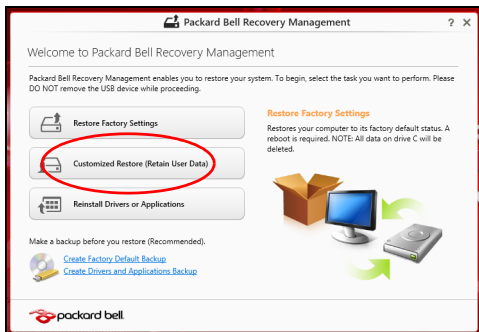 Packard Bell Recovery Management
Welcome to Packard Bell Recovery Management
Packard Bell Recovery Management enables you to restore your system. To begin, select the task you want to perform. Please
DO NOT remove the USB device while proceeding.
Restore Factory Settings
Customized Restore (Retain User Data)
Reinstall Drivers or Applications
Restore Factory Settings
Restores your computer to its factory default status. A
reboot is required. NOTE: All data on drive C will be
deleted.
Make a backup before you restore (Recommended).
Create Factory Default Backup
Create Drivers and Applications Backup
packard bell.